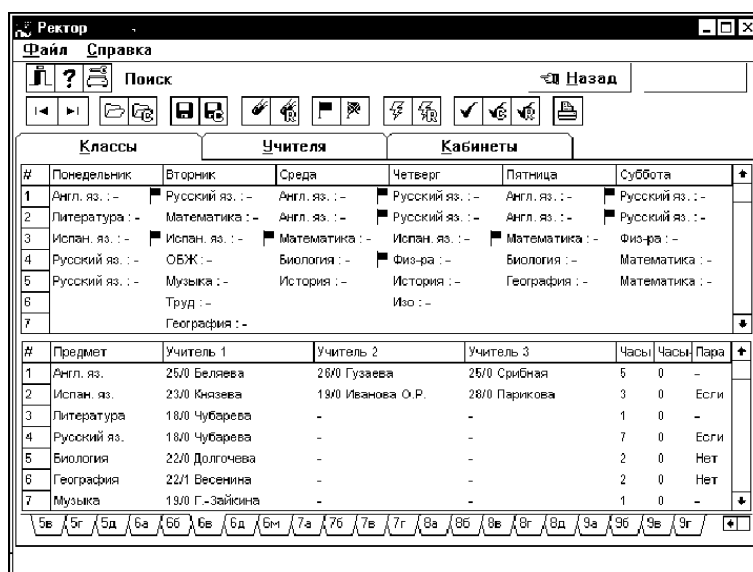 Ректор
Файл Справка
? Поиск Назад
Классы Учителя Кабинеты
# Понедельник Вторник Среда Четверг Пятница Суббота
1 Англ. яз. : - Русский яз. : - Англ. яз. : - Русский яз. : - Англ. яз. : - Русский яз. : -
2 Литература : - Математика : - Англ. яз. : - Русский яз. : - Англ. яз. : - Русский яз. : -
3 Испан. яз. : - Испан. яз. : - Математика : - Испан. яз. : - Математика : - Физ-ра : -
4 Русский яз. : - ОБЖ : - Биология : - Физ-ра : - Биология : - Математика : -
5 Русский яз. : - Музыка : - История : - История : - География : - Математика : -
6 Труд : - Изо : -
7 География : -
# Предмет Учитель 1 Учитель 2 Учитель 3 Часы Часы- Пара
1 Англ. яз. 25/0 Беляева 26/0 Гузаева 25/0 Срибная 5 0 -
2 Испан. яз. 23/0 Князева 19/0 Иванова О.Р. 28/0 Парикова 3 0 Если
3 Литература 18/0 Чубарева - - 1 0 -
4 Русский яз. 18/0 Чубарева - - 7 0 Если
5 Биология 22/0 Долгочева - - 2 0 Нет
6 География 22/1 Веселина - - 2 0 Нет
7 Музыка 19/0 Г.-Зайкина - - 1 0 -
5в 5г 5д 6а 6б 6в 6д 6м 7а 7б 7в 7г 8а 8б 8в 8г 8д 9а 9б 9в 9г